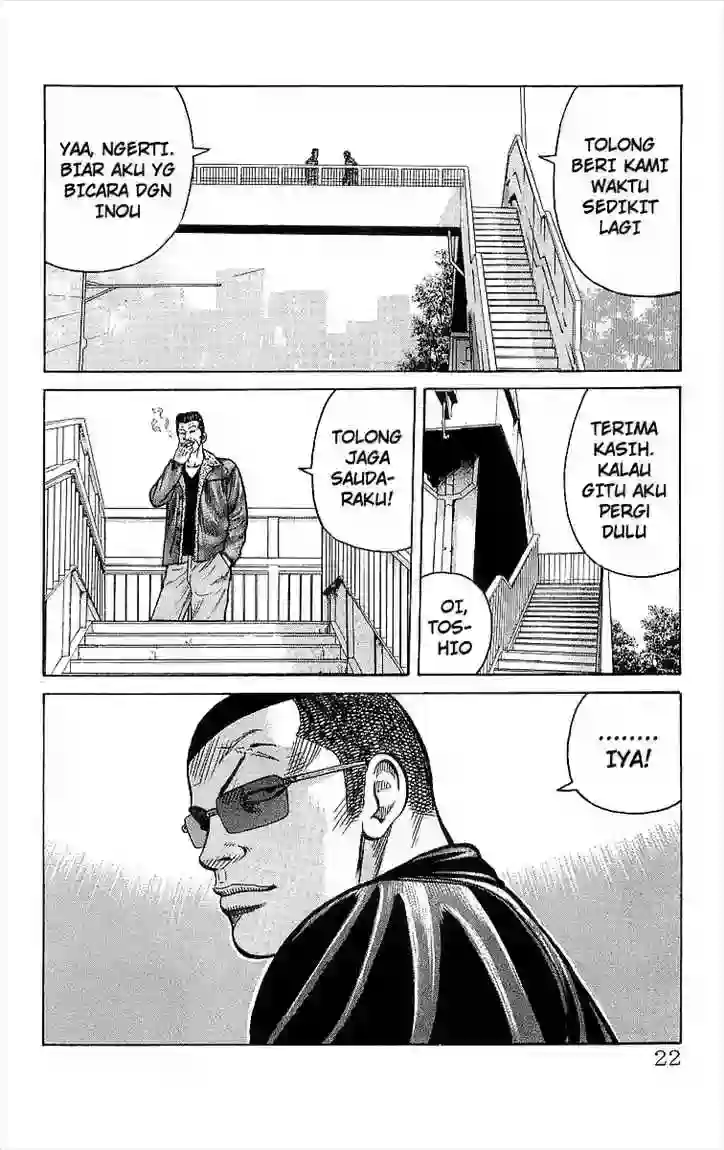 TOLONG
BERI KAMI
WAKTU
SEDIKIT
LAGI
YAA, NGERTI.
BIAR AKU YG
BICARA DGN
INOU
TERIMA
KASIH.
KALAU
GITU AKU
PERGI
DULU
OI,
TOS-
HIO
TOLONG
JAGA
SAUDA-
RAKU!
........
IYA!
22